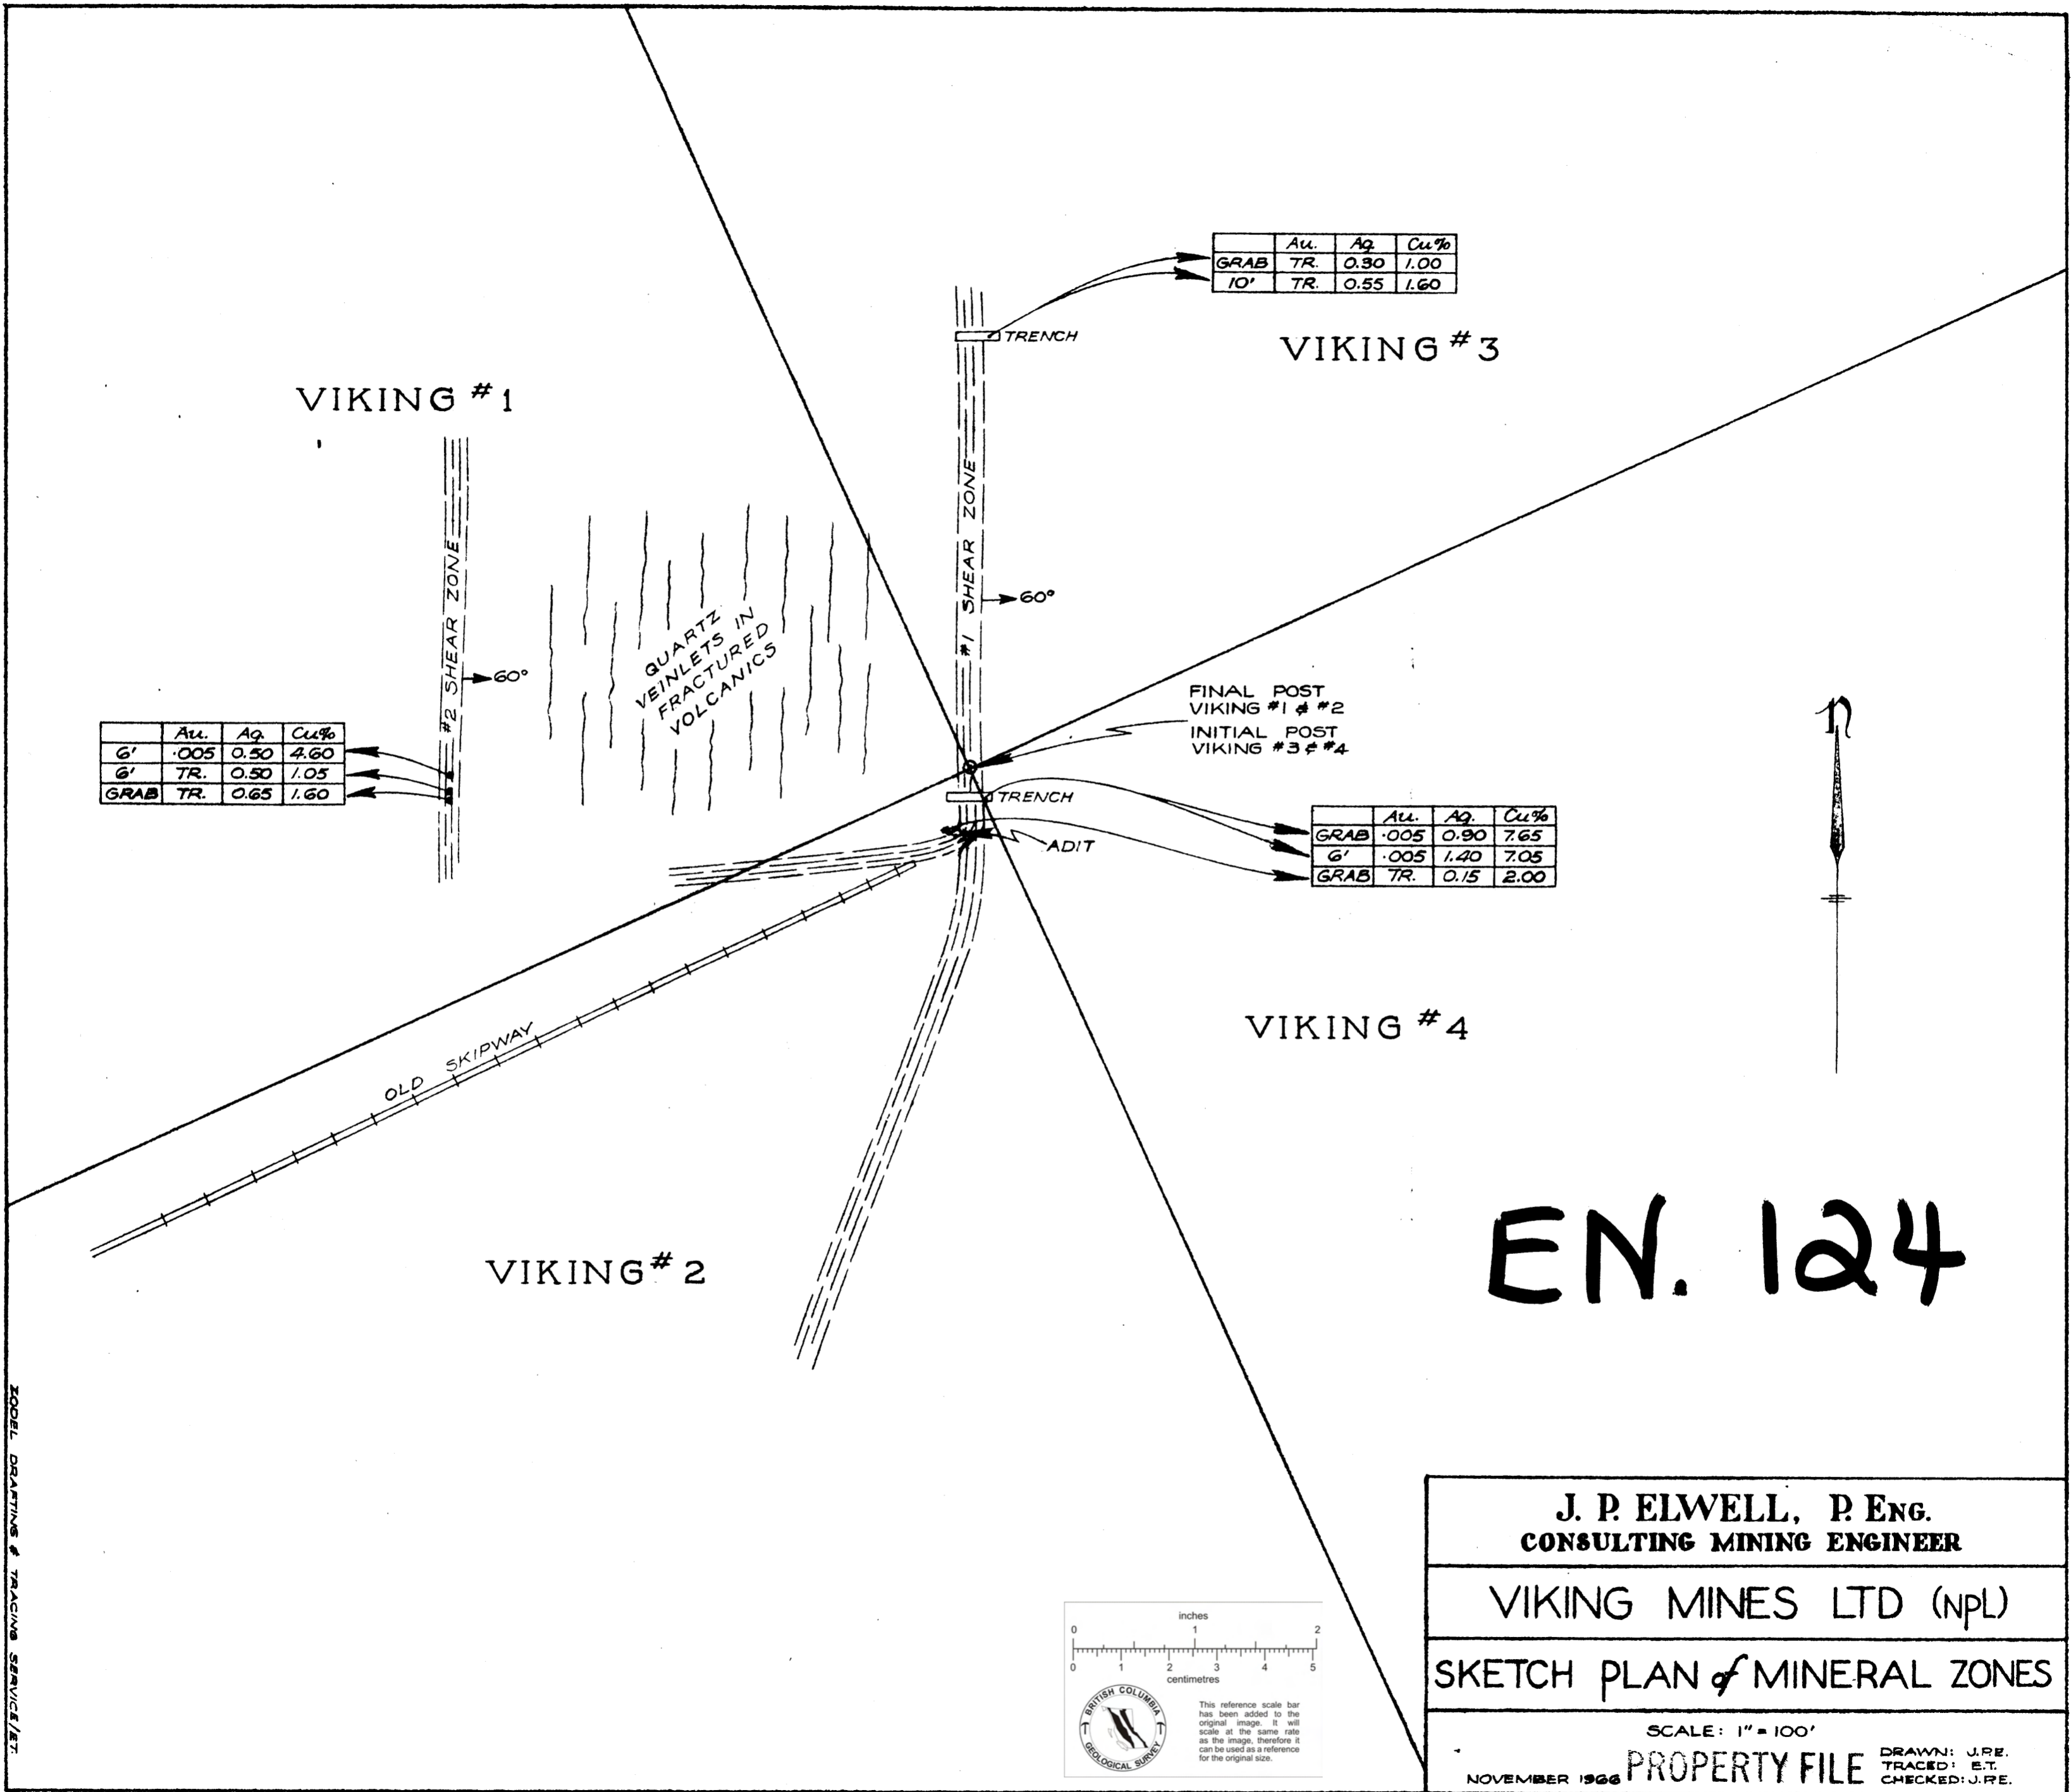 Au. Ag. Cu%
GRAB TR. 0.30 1.00
10' TR. 0.55 1.60
TRENCH
VIKING #3
VIKING #1
#1 SHEAR ZONE
60°
#2 SHEAR ZONE
60°
QUARTZ
VEINLETS IN
FRACTURED
VOLCANICS
Au. Ag. Cu%
6' .005 0.50 4.60
6' TR. 0.50 1.05
GRAB TR. 0.65 1.60
FINAL POST
VIKING #1 & #2
INITIAL POST
VIKING #3 & #4
n
TRENCH
ADIT
Au. Ag. Cu%
GRAB .005 0.90 7.65
6' .005 1.40 7.05
GRAB TR. 0.15 2.00
VIKING #4
OLD SKIPWAY
VIKING #2
EN. 124
ZODEL DRAFTING & TRACING SERVICE/ET.
J. P. ELWELL, P. ENG.
CONSULTING MINING ENGINEER
VIKING MINES LTD (NPL)
SKETCH PLAN of MINERAL ZONES
SCALE: 1" = 100'
NOVEMBER 1966
PROPERTY FILE
DRAWN: J.P.E.
TRACED: E.T.
CHECKED: J.P.E.
inches
0 1 2
0 1 2 3 4 5
centimetres
BRITISH COLUMBIA
GEOLOGICAL SURVEY
This reference scale bar
has been added to the
original image. It will
scale at the same rate
as the image, therefore it
can be used as a reference
for the original size.